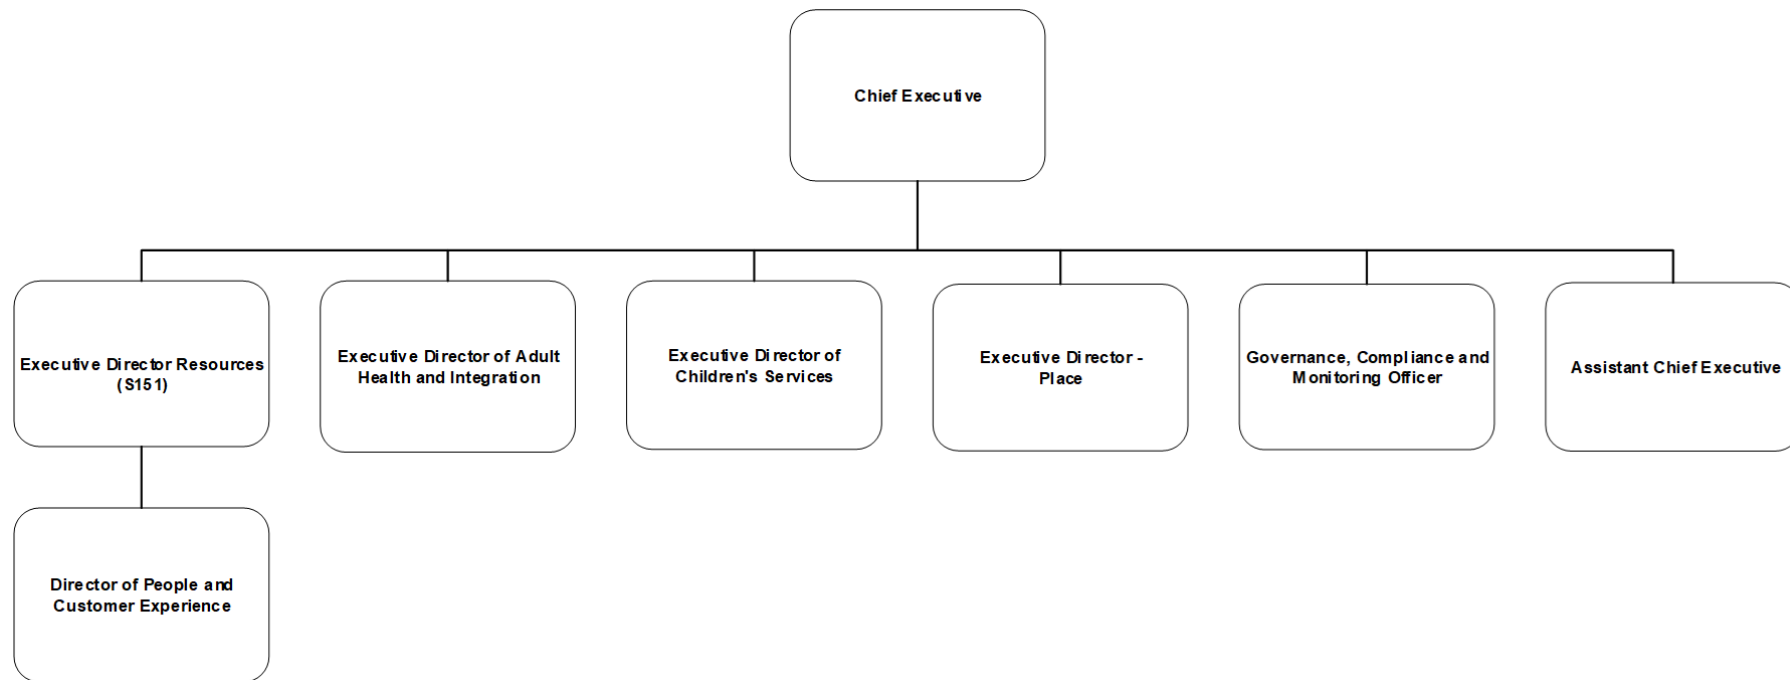 Chief Executive
Executive Director Resources
(S151)
Executive Director of Adult
Health and Integration
Executive Director of
Children's Services
Executive Director -
Place
Governance, Compliance and
Monitoring Officer
Assistant Chief Executive
Director of People and
Customer Experience